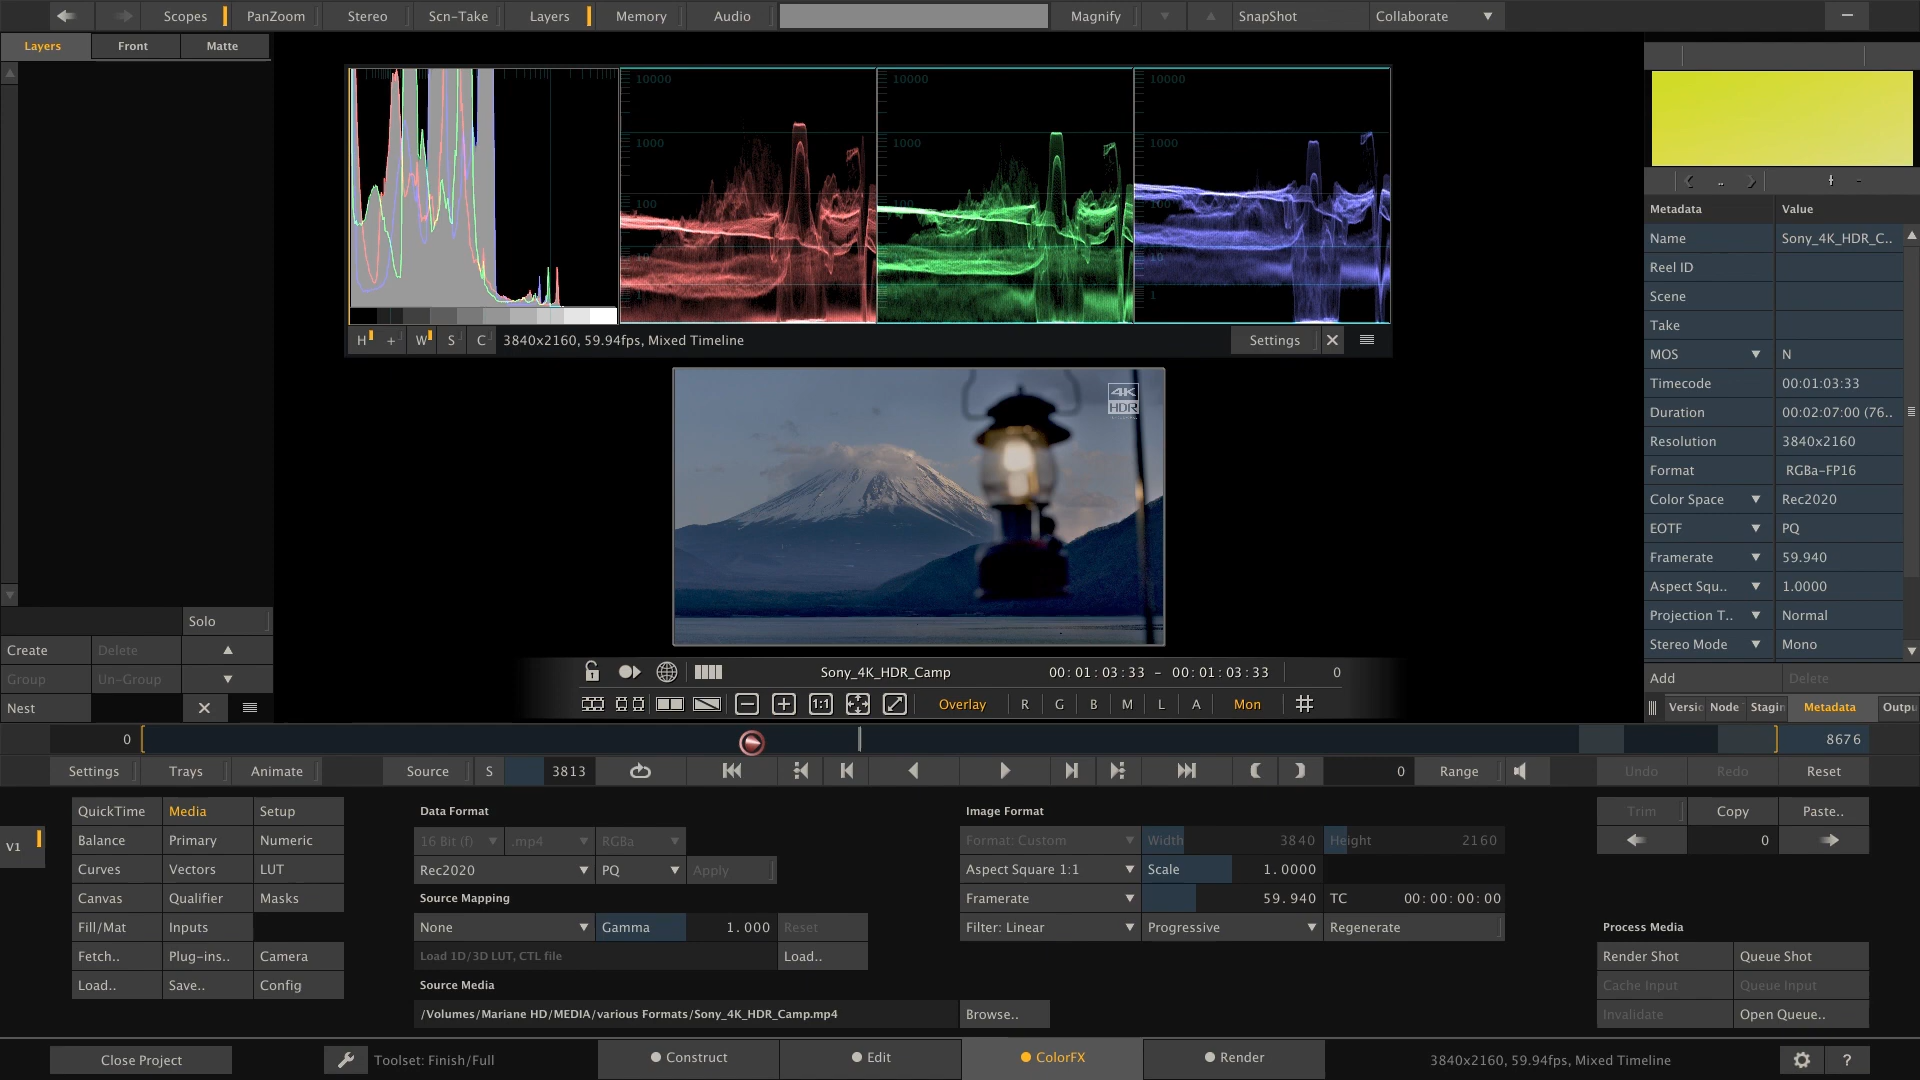 Scopes PanZoom Stereo Scn-Take Layers Memory Audio Magnify SnapShot Collaborate
Layers Front Matte
10000 10000 10000
1000 1000 1000
100 100
1
H + W S C 3840x2160, 59.94fps, Mixed Timeline Settings
4K
HDR
Metadata Value
Name Sony_4K_HDR_C..
Reel ID
Scene
Take
MOS N
Timecode 00:01:03:33
Duration 00:02:07:00 (76..
Resolution 3840x2160
Format RGBa-FP16
Color Space Rec2020
EOTF PQ
Framerate 59.940
Aspect Squ.. 1.0000
Projection T.. Normal
Stereo Mode Mono
Add Delete
Versic Node Stagin Metadata Outpu
Solo
Create Delete
Group Un-Group
Nest
Sony_4K_HDR_Camp 00:01:03:33 - 00:01:03:33 0
1:1 Overlay R G B M L A Mon
0 8676
Settings Trays Animate Source S 3813 0 Range Undo Redo Reset
V1
QuickTime Media Setup
Balance Primary Numeric
Curves Vectors LUT
Canvas Qualifier Masks
Fill/Mat Inputs
Fetch.. Plug-ins.. Camera
Load.. Save.. Config
Data Format
16 Bit (f) .mp4 RGBa
Rec2020 PQ Apply
Source Mapping
None Gamma 1.000 Reset
Load 1D/3D LUT, CTL file Load..
Source Media
/Volumes/Mariane HD/MEDIA/various Formats/Sony_4K_HDR_Camp.mp4 Browse..
Image Format
Format: Custom Width 3840 Height 2160
Aspect Square 1:1 Scale 1.0000
Framerate 59.940 TC 00:00:00:00
Filter: Linear Progressive Regenerate
Trim Copy Paste..
0
Process Media
Render Shot Queue Shot
Cache Input Queue Input
Invalidate Open Queue..
Close Project Toolset: Finish/Full Construct Edit ColorFX Render 3840x2160, 59.94fps, Mixed Timeline ?